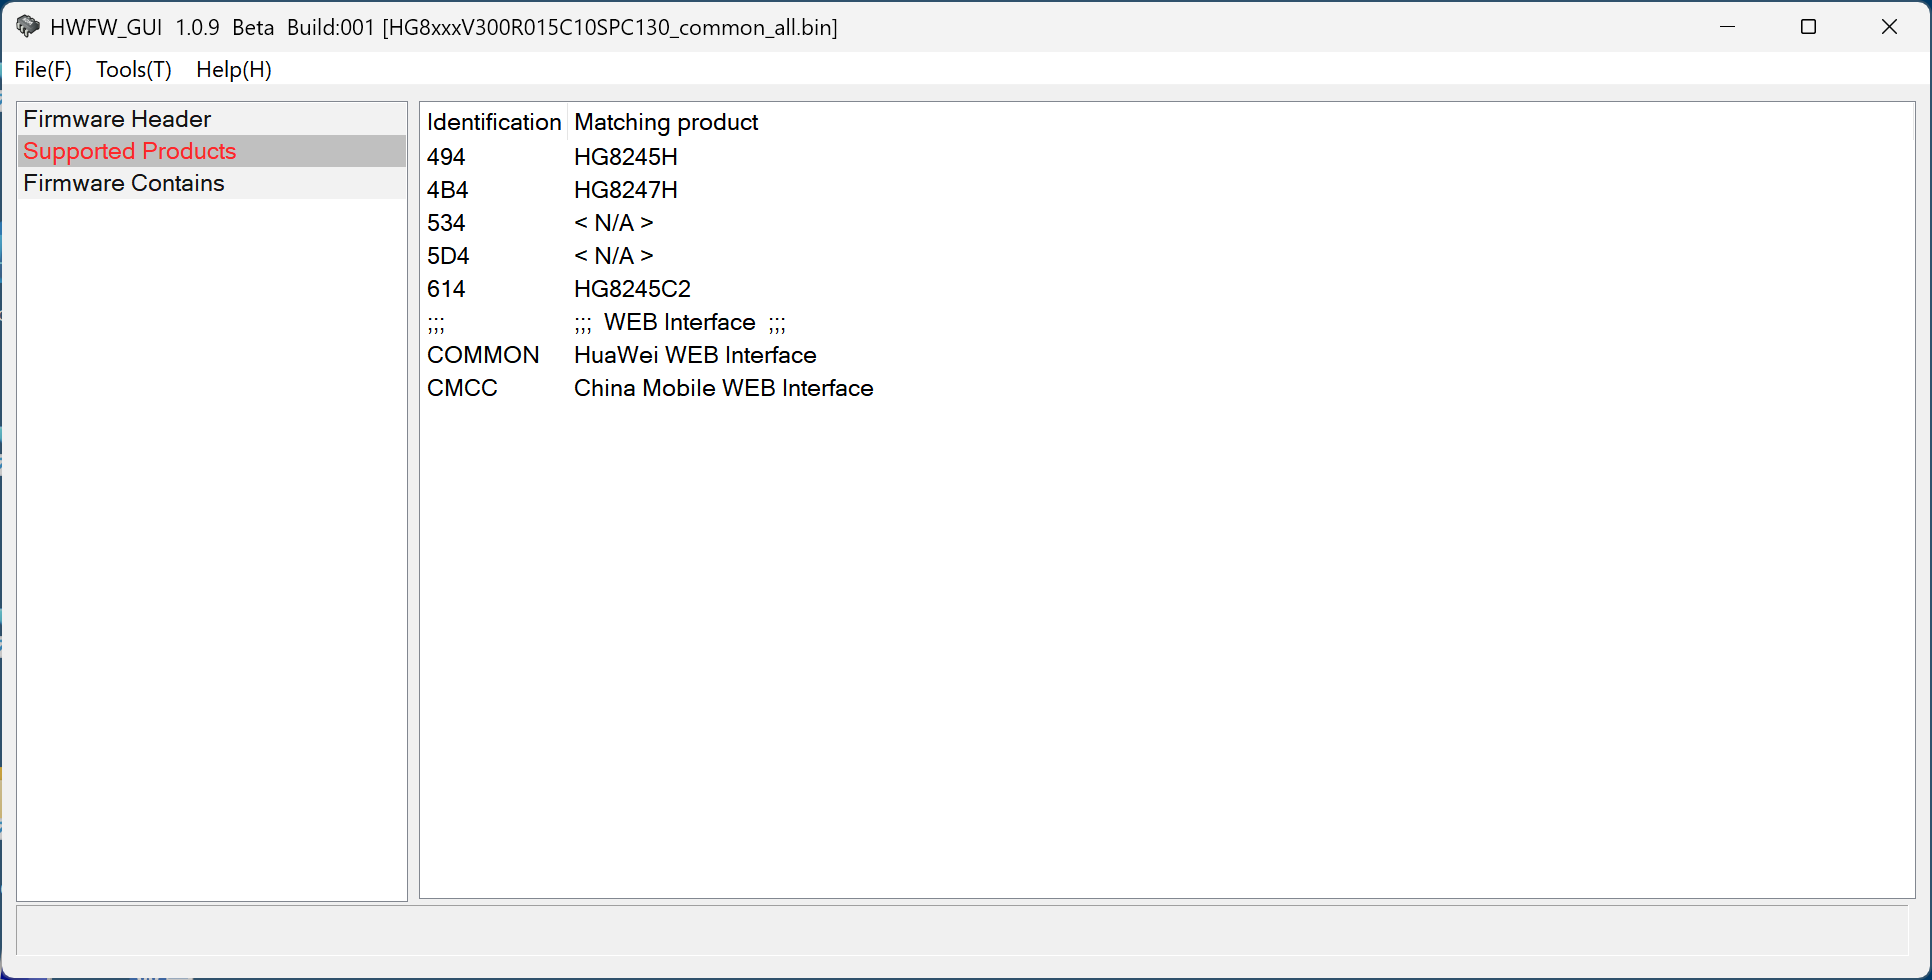 HWFW_GUI 1.0.9 Beta Build:001 [HG8xxxV300R015C10SPC130_common_all.bin]
File(F) Tools(T) Help(H)
Firmware Header
Supported Products
Firmware Contains
Identification Matching product
494 HG8245H
4B4 HG8247H
534 < N/A >
5D4 < N/A >
614 HG8245C2
;;; ;;; WEB Interface ;;;
COMMON HuaWei WEB Interface
CMCC China Mobile WEB Interface